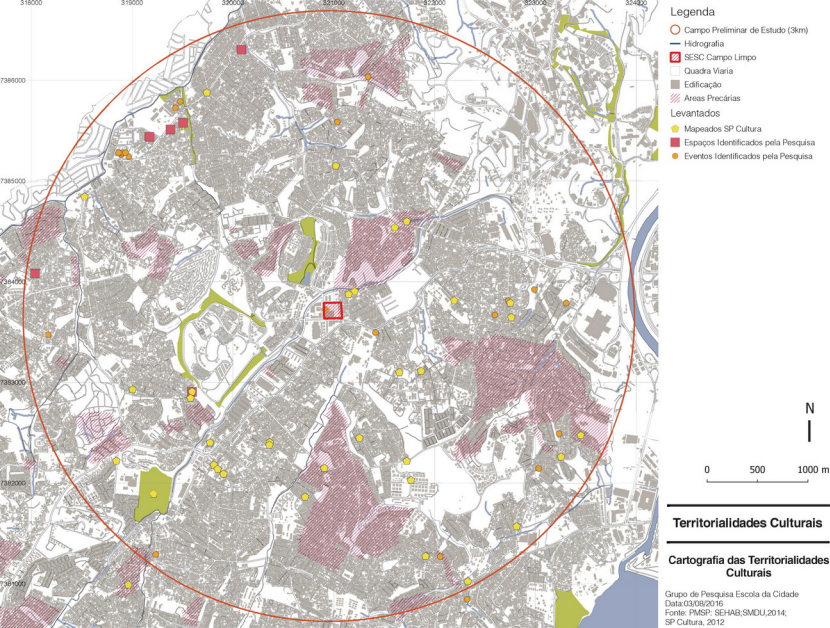 318000
319000
320000
321000
322000
323000
324000
7386000
7385000
7384000
7383000
7382000
7381000
Legenda
Campo Preliminar de Estudo (3km)
Hidrografia
SESC Campo Limpo
Quadra Viaria
Edificação
Areas Precárias
Levantados
Mapeados SP Cultura
Espaços Identificados pela Pesquisa
Eventos Identificados pela Pesquisa
N
0 500 1000 m
Territorialidades Culturais
Cartografia das Territorialidades
Culturais
Grupo de Pesquisa Escola da Cidade
Data:03/08/2016
Fonte: PMSP: SEHAB;SMDU,2014;
SP Cultura, 2012